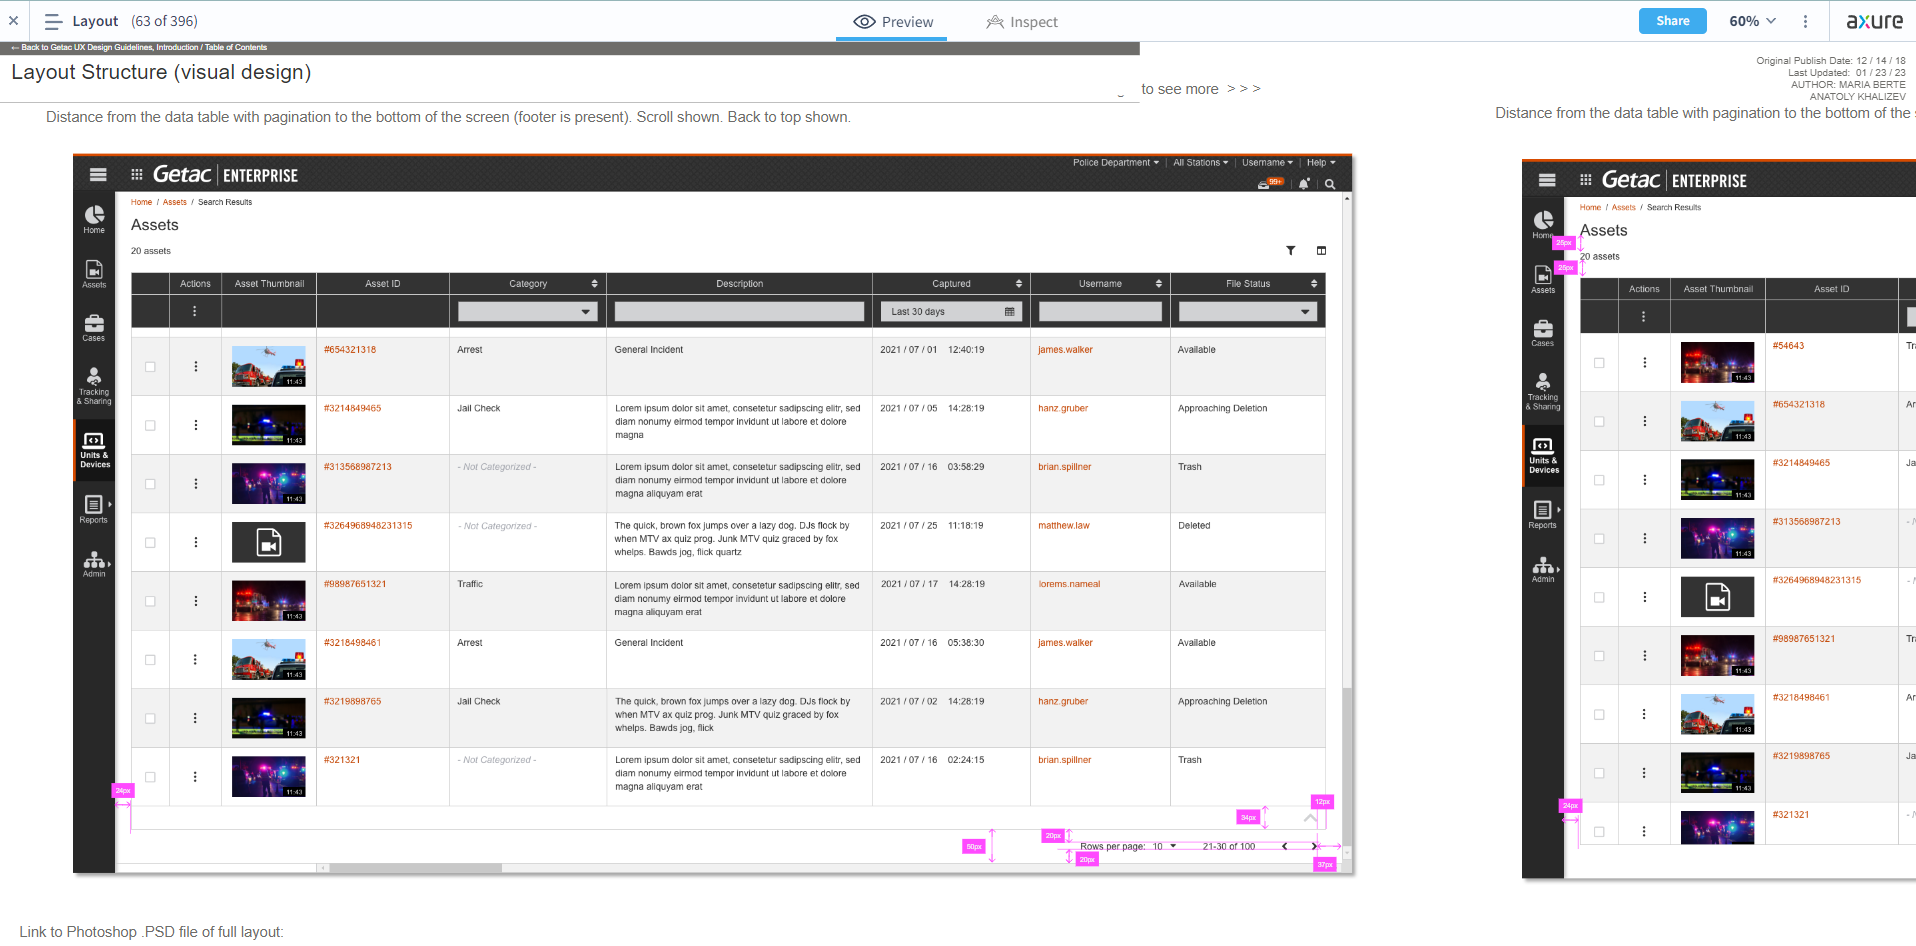 Layout (63 of 396)
Preview
Inspect
Share
60%
axure
← Back to Getac UX Design Guidelines, Introduction / Table of Contents
Layout Structure (visual design)
to see more > > >
Original Publish Date: 12 / 14 / 18
Last Updated: 01 / 23 / 23
AUTHOR: MARIA BERTE
ANATOLY KHALIZEV
Distance from the data table with pagination to the bottom of the screen (footer is present). Scroll shown. Back to top shown.
Distance from the data table with pagination to the bottom of the
Getac ENTERPRISE
Police Department | All Stations | Username | Help
99+
Home / Assets / Search Results
Assets
20 assets
Home
Assets
Cases
Tracking
& Sharing
Units &
Devices
Reports
Admin
Actions Asset Thumbnail Asset ID Category Description Captured Username File Status
Last 30 days
#654321318 Arrest General Incident 2021 / 07 / 01 12:40:19 james.walker Available
11:43
#3214849465 Jail Check Lorem ipsum dolor sit amet, consetetur sadipscing elitr, sed 2021 / 07 / 05 14:28:19 hanz.gruber Approaching Deletion
diam nonumy eirmod tempor invidunt ut labore et dolore
magna
11:43
#313568987213 - Not Categorized - Lorem ipsum dolor sit amet, consetetur sadipscing elitr, sed 2021 / 07 / 16 03:58:29 brian.spillner Trash
diam nonumy eirmod tempor invidunt ut labore et dolore
magna aliquyam erat
11:43
#3264968948231315 - Not Categorized - The quick, brown fox jumps over a lazy dog. DJs flock by 2021 / 07 / 25 11:18:19 matthew.law Deleted
when MTV ax quiz prog. Junk MTV quiz graced by fox
whelps. Bawds jog, flick quartz
#98987651321 Traffic Lorem ipsum dolor sit amet, consetetur sadipscing elitr, sed 2021 / 07 / 17 14:28:19 lorems.nameal Available
diam nonumy eirmod tempor invidunt ut labore et dolore
magna aliquyam erat
11:43
#3218498461 Arrest General Incident 2021 / 07 / 16 05:38:30 james.walker Available
11:43
#3219898765 Jail Check The quick, brown fox jumps over a lazy dog. DJs flock by 2021 / 07 / 02 14:28:19 hanz.gruber Approaching Deletion
when MTV ax quiz prog. Junk MTV quiz graced by fox
whelps. Bawds jog, flick
11:43
#321321 - Not Categorized - Lorem ipsum dolor sit amet, consetetur sadipscing elitr, sed 2021 / 07 / 16 02:24:15 brian.spillner Trash
diam nonumy eirmod tempor invidunt ut labore et dolore
magna aliquyam erat
11:43
24px
12px
34px
20px
50px
Rows per page: 10 21-30 of 100
20px
37px
Getac ENTERPRISE
Home / Assets / Search Results
Assets
20 assets
Home
Assets
Cases
Tracking
& Sharing
Units &
Devices
Reports
Admin
Actions Asset Thumbnail Asset ID
#54643 Tr
11:43
#654321318 Ar
11:43
#3214849465 Ja
11:43
#313568987213
11:43
#3264968948231315
#98987651321 Tr
11:43
#3218498461 Ar
11:43
#3219898765 Ja
11:43
24px
#321321
Link to Photoshop .PSD file of full layout: